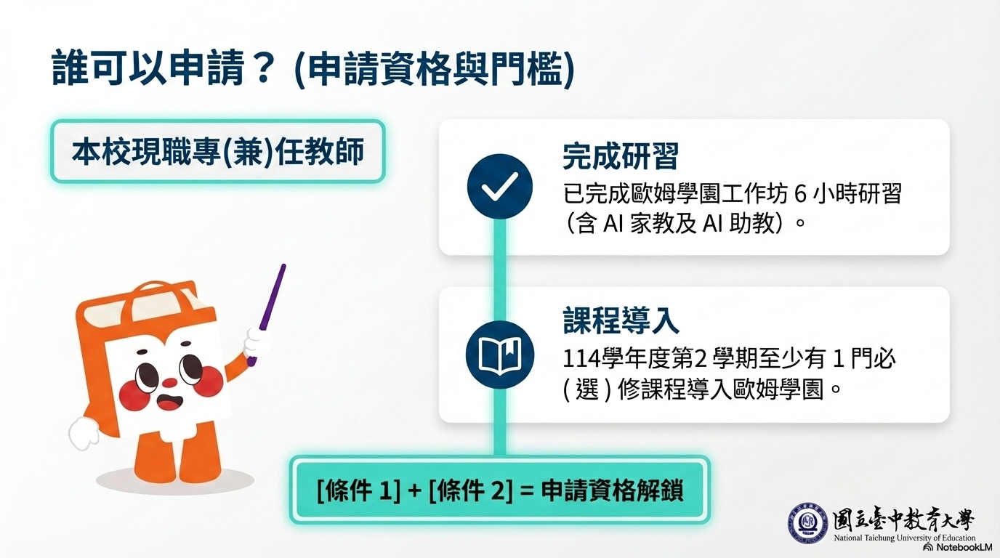 誰可以申請？ (申請資格與門檻)
本校現職專(兼)任教師
完成研習
已完成歐姆學園工作坊 6 小時研習
（含 AI 家教及 AI 助教）。
課程導入
114學年度第2 學期至少有 1 門必
( 選 ) 修課程導入歐姆學園。
[條件 1] + [條件 2] = 申請資格解鎖
國立臺中教育大學
National Taichung University of Education
NotebookLM